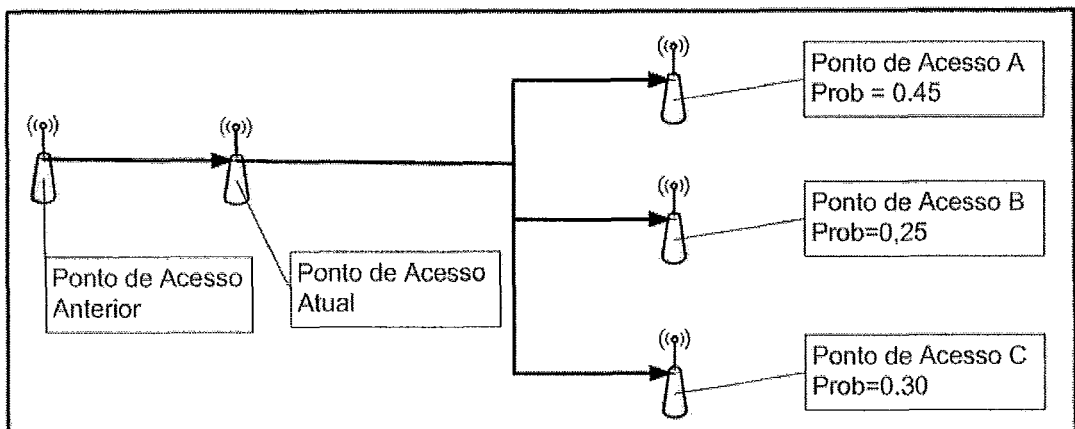 Ponto de Acesso A
Prob = 0.45
Ponto de Acesso B
Prob=0,25
Ponto de Acesso
Anterior
Ponto de Acesso
Atual
Ponto de Acesso C
Prob=0.30